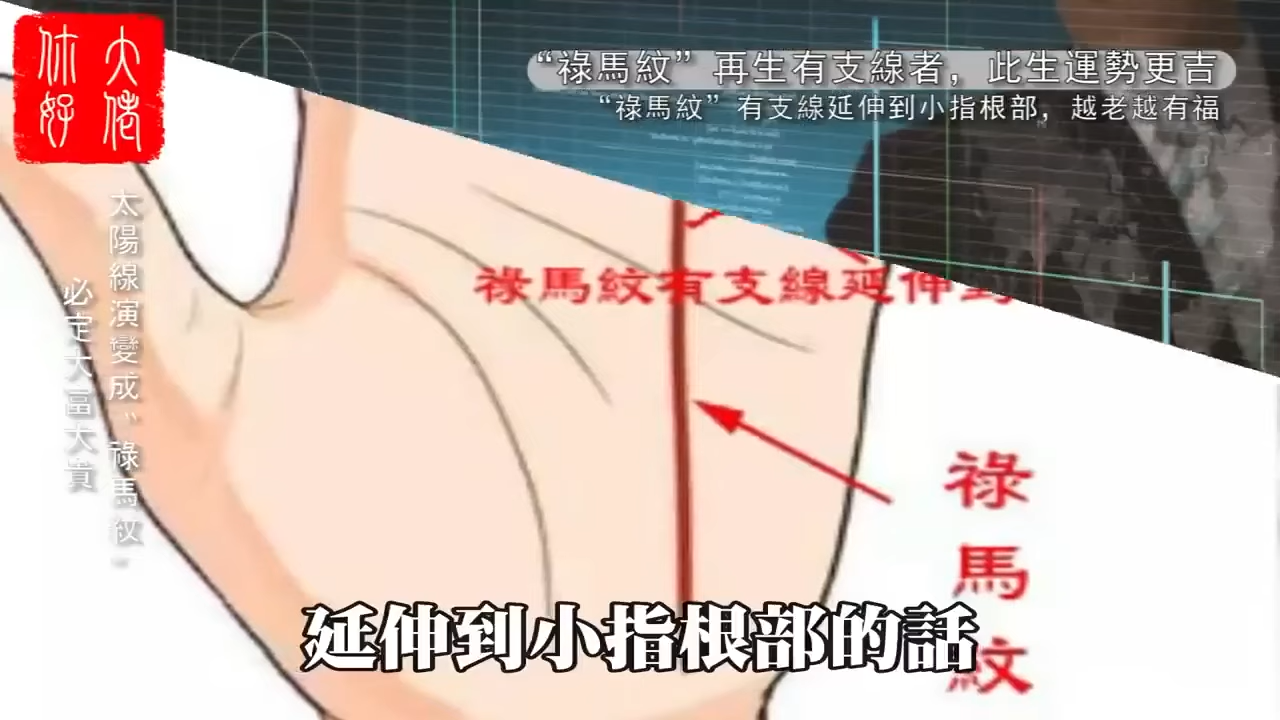 大佬
休好
“祿馬紋”再生有支線者，此生運勢更吉
“祿馬紋”有支線延伸到小指根部，越老越有福
太陽線演變成“祿馬紋”
必定大富大貴
祿馬紋有支線延伸到
祿馬紋
延伸到小指根部的話